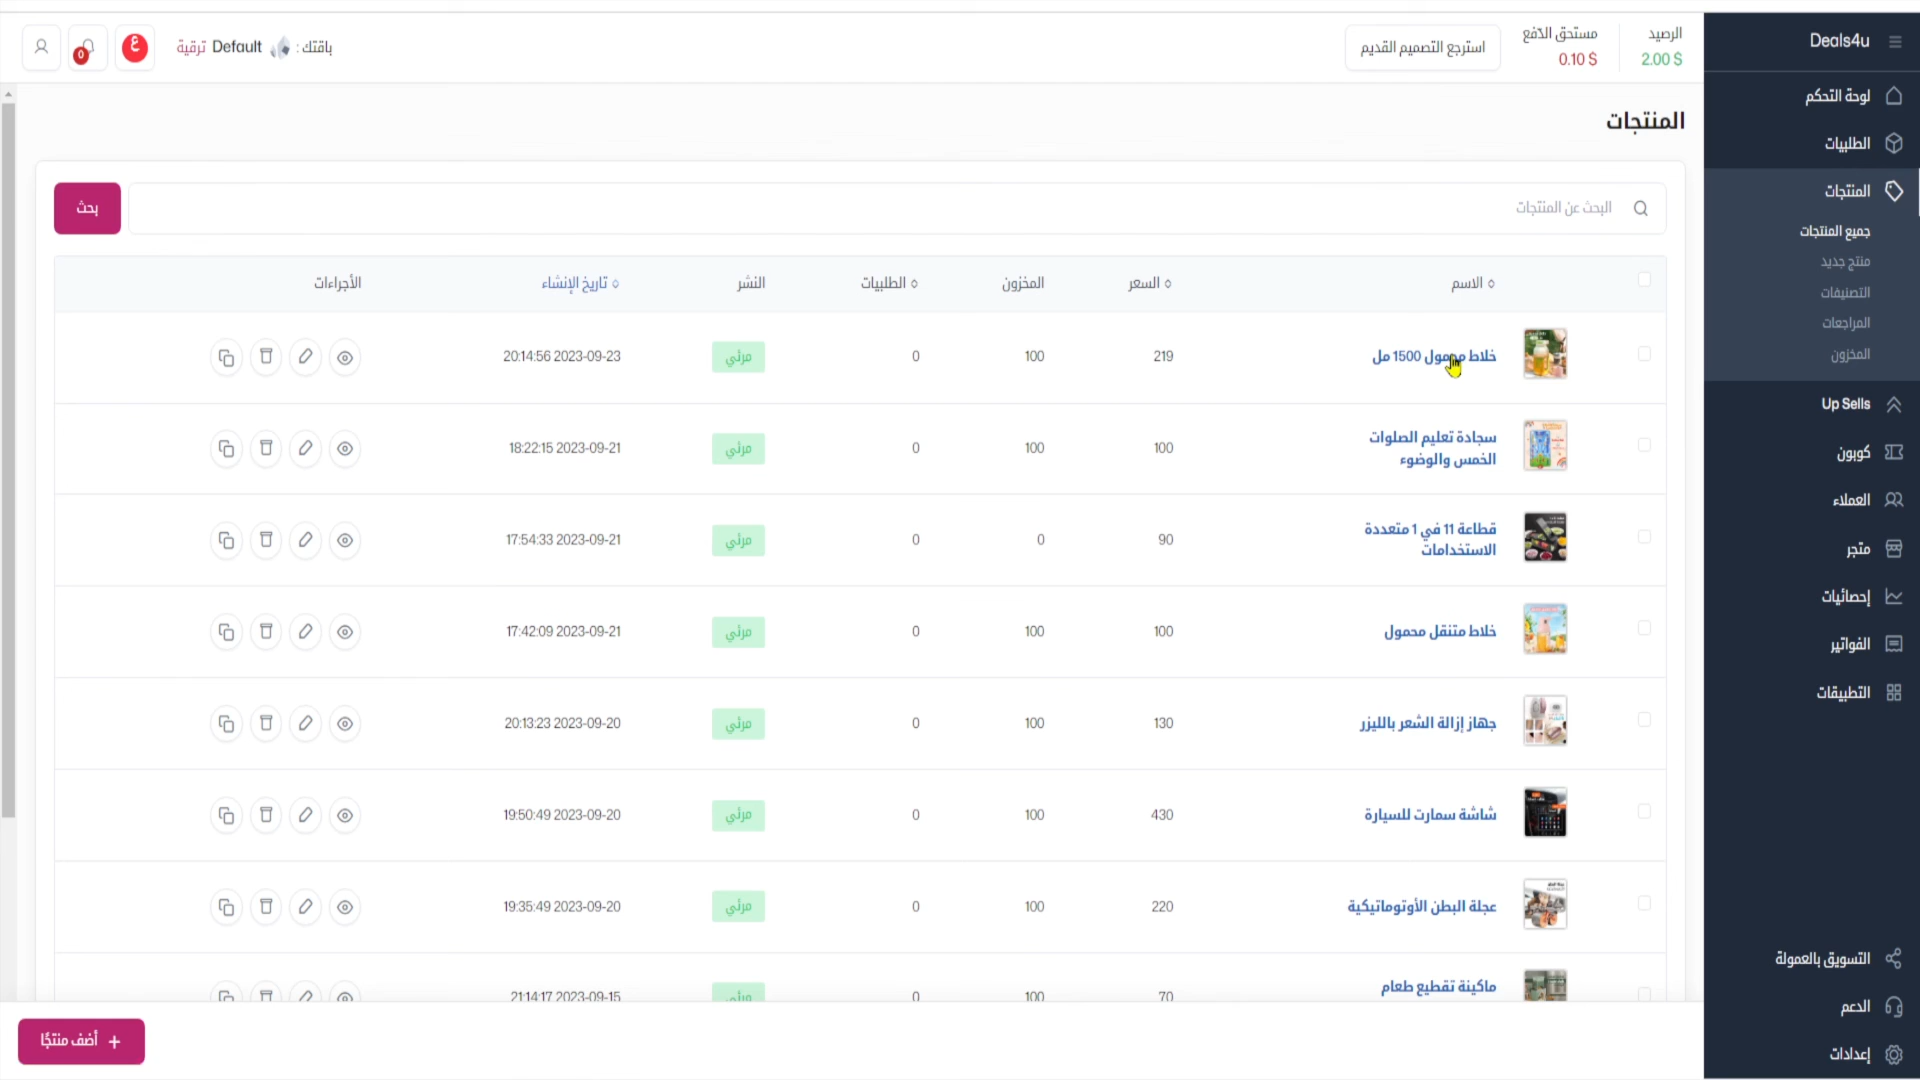 Deals4u
الرصيد
2.00 $
مستحق الدّفع
0.10 $
استرجع التصميم القديم
باقتك :
Default
ترقية
ع
0
لوحة التحكم
الطلبيات
المنتجات
جميع المنتجات
منتج جديد
التصنيفات
المراجعات
المخزون
Up Sells
كوبون
العملاء
متجر
إحصائيات
الفواتير
التطبيقات
التسويق بالعمولة
الدعم
إعدادات
المنتجات
البحث عن المنتجات
بحث
الاسم السعر المخزون الطلبيات النشر تاريخ الإنشاء الأجراءات
خلاط محمول 1500 مل 219 100 0 مرئي 2023-09-23 20:14:56
سجادة تعليم الصلوات
الخمس والوضوء
100 100 0 مرئي 2023-09-21 18:22:15
قطاعة 11 في 1 متعددة
الاستخدامات
90 0 0 مرئي 2023-09-21 17:54:33
خلاط متنقل محمول 100 100 0 مرئي 2023-09-21 17:42:09
جهاز إزالة الشعر بالليزر 130 100 0 مرئي 2023-09-20 20:13:23
شاشة سمارت للسيارة 430 100 0 مرئي 2023-09-20 19:50:49
عجلة البطن الأوتوماتيكية 220 100 0 مرئي 2023-09-20 19:35:49
ماكينة تقطيع طعام
70 100 0 مرئي 2023-09-15 21:14:17
أضف منتجًا